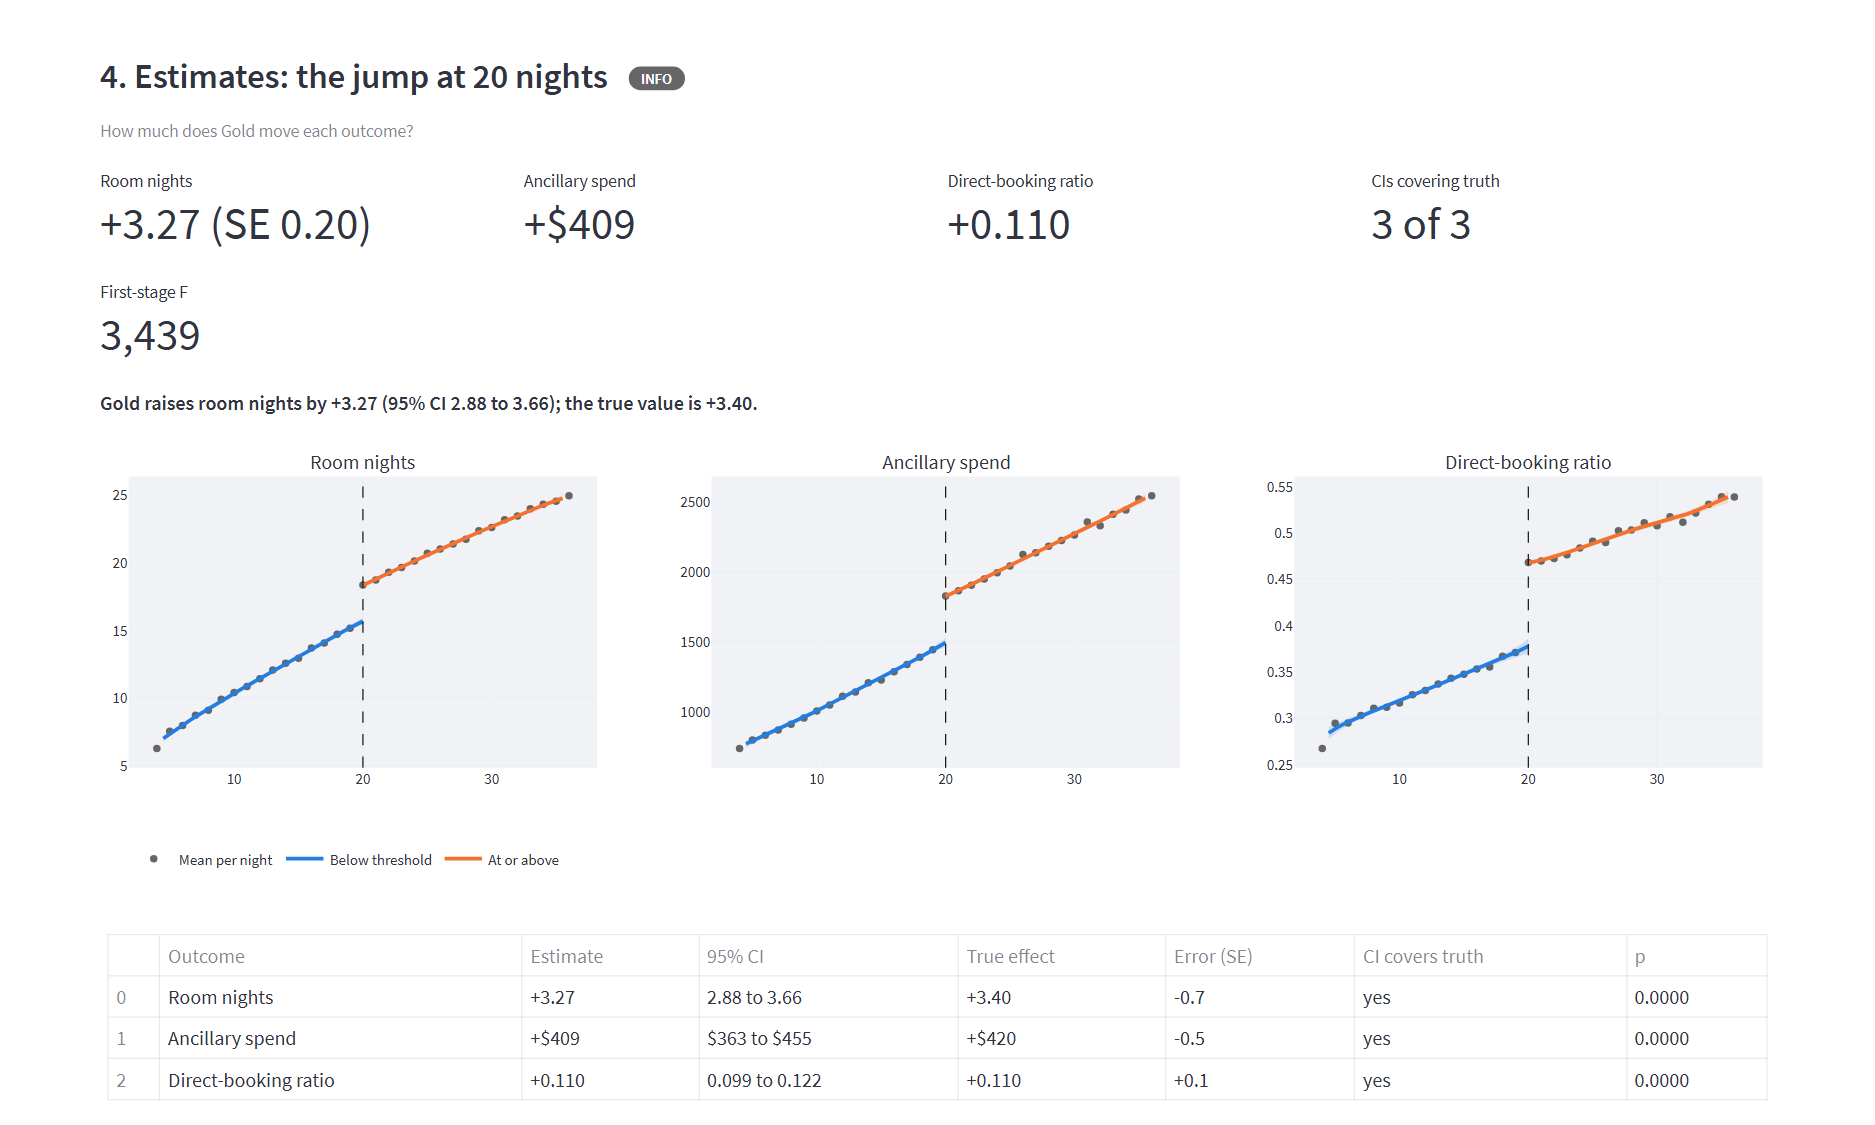 4. Estimates: the jump at 20 nights INFO
How much does Gold move each outcome?
Room nights Ancillary spend Direct-booking ratio CIs covering truth
+3.27 (SE 0.20) +$409 +0.110 3 of 3
First-stage F
3,439
Gold raises room nights by +3.27 (95% CI 2.88 to 3.66); the true value is +3.40.
Room nights
25
20
15
10
5
10 20 30
Ancillary spend
2500
2000
1500
1000
10 20 30
Direct-booking ratio
0.55
0.5
0.45
0.4
0.35
0.3
0.25
10 20 30
Mean per night Below threshold At or above
Outcome Estimate 95% CI True effect Error (SE) CI covers truth p
0 Room nights +3.27 2.88 to 3.66 +3.40 -0.7 yes 0.0000
1 Ancillary spend +$409 $363 to $455 +$420 -0.5 yes 0.0000
2 Direct-booking ratio +0.110 0.099 to 0.122 +0.110 +0.1 yes 0.0000